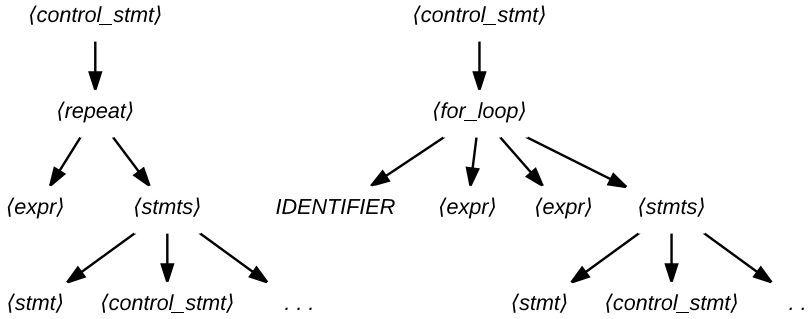 ⟨control_stmt⟩ ⟨control_stmt⟩
⟨repeat⟩ ⟨for_loop⟩
⟨expr⟩ ⟨stmts⟩ IDENTIFIER ⟨expr⟩ ⟨expr⟩ ⟨stmts⟩
⟨stmt⟩ ⟨control_stmt⟩ . . . ⟨stmt⟩ ⟨control_stmt⟩ . .